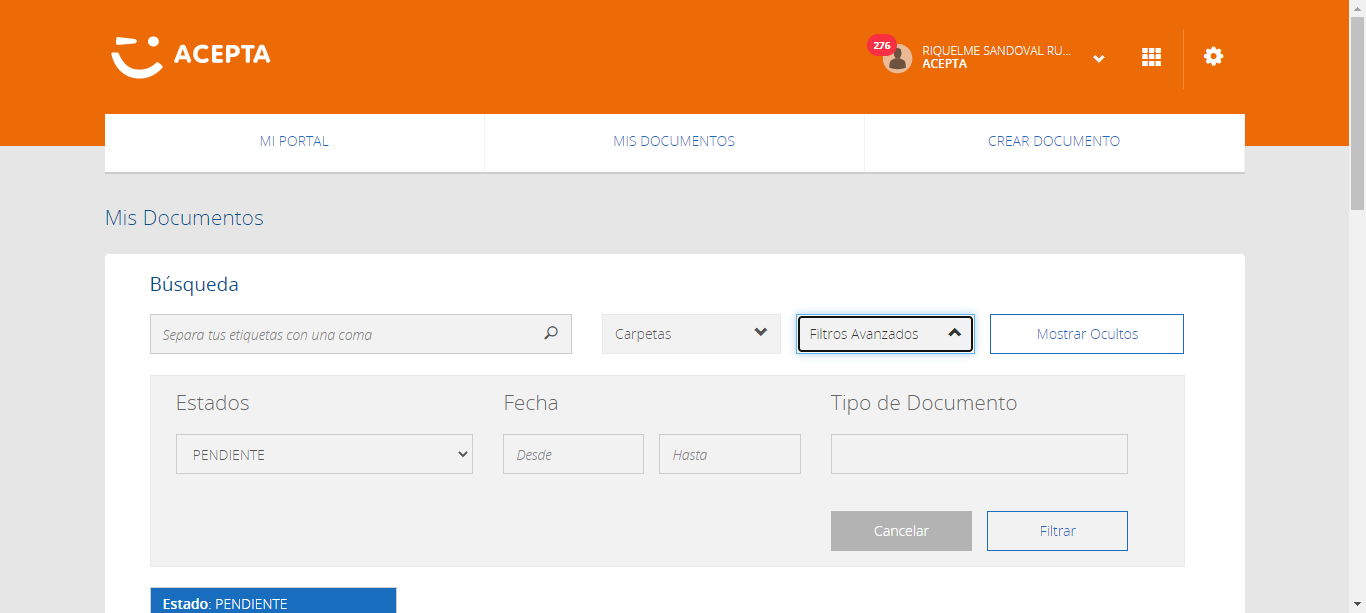 ACEPTA
276
RIQUELME SANDOVAL RU...
ACEPTA
MI PORTAL
MIS DOCUMENTOS
CREAR DOCUMENTO
Mis Documentos
Búsqueda
Separa tus etiquetas con una coma
Carpetas
Filtros Avanzados
Mostrar Ocultos
Estados
Fecha
Tipo de Documento
PENDIENTE
Desde
Hasta
Cancelar
Filtrar
Estado: PENDIENTE